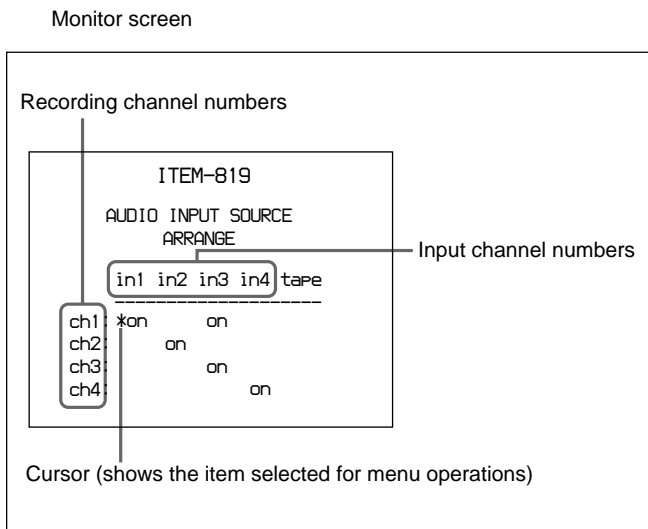 Monitor screen
Recording channel numbers
ITEM-819
AUDIO INPUT SOURCE
ARRANGE
Input channel numbers
in1 in2 in3 in4 tape
--------------------
ch1: *on on
ch2: on
ch3: on
ch4: on
Cursor (shows the item selected for menu operations)